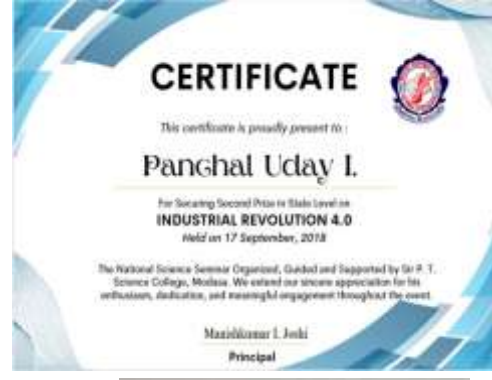 CERTIFICATE
This certificate is proudly present to :
Panchal Uday I.
For Securing Second Prize in State Level on
INDUSTRIAL REVOLUTION 4.0
Held on 17 September, 2018
The National Science Seminar Organized, Guided and Supported by Sir P. T.
Science College, Modasa. We extend our sincere appreciation for his
enthusiasm, dedication, and meaningful engagement throughout the event.
Manishkumar I. Joshi
Principal